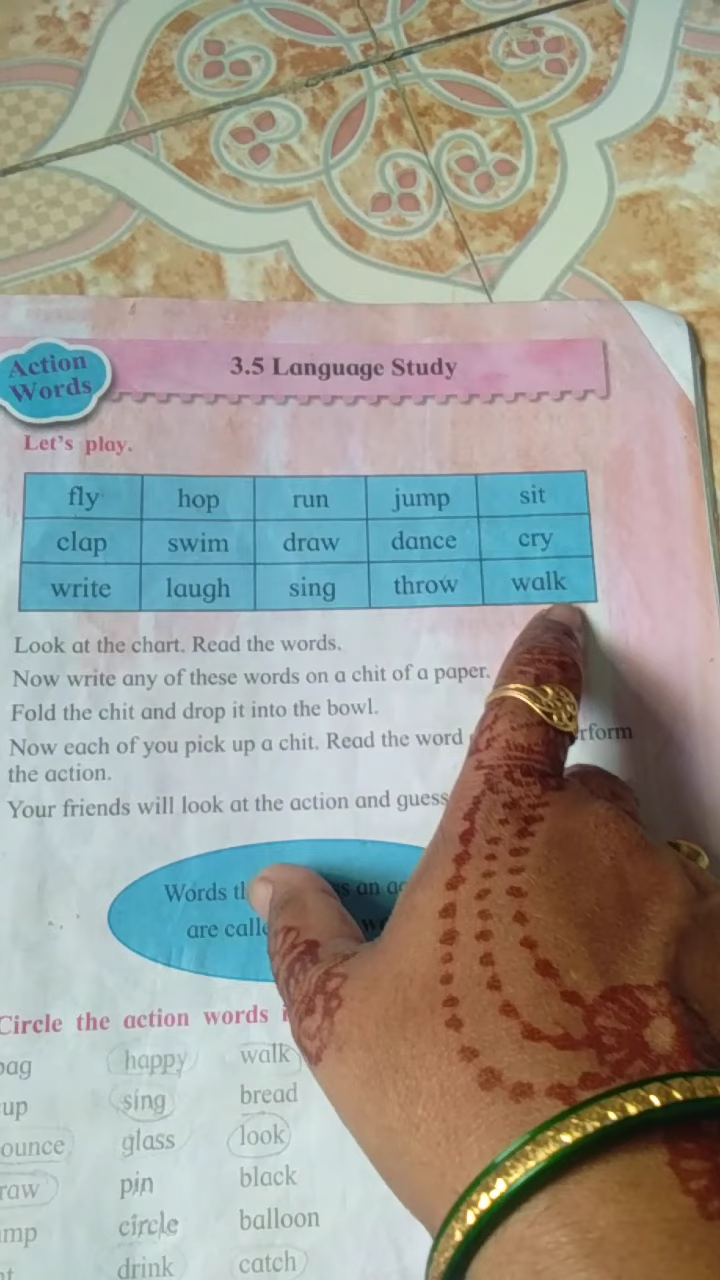 Action
Words
3.5 Language Study
Let's play.
fly hop run jump sit
clap swim draw dance cry
write laugh sing throw walk
Look at the chart. Read the words.
Now write any of these words on a chit of a paper.
Fold the chit and drop it into the bowl.
Now each of you pick up a chit. Read the word
the action.
Your friends will look at the action and guess
Words
an
are
Circle the action words
happy walk
sing bread
glass look
pin black
circle balloon
drink catch